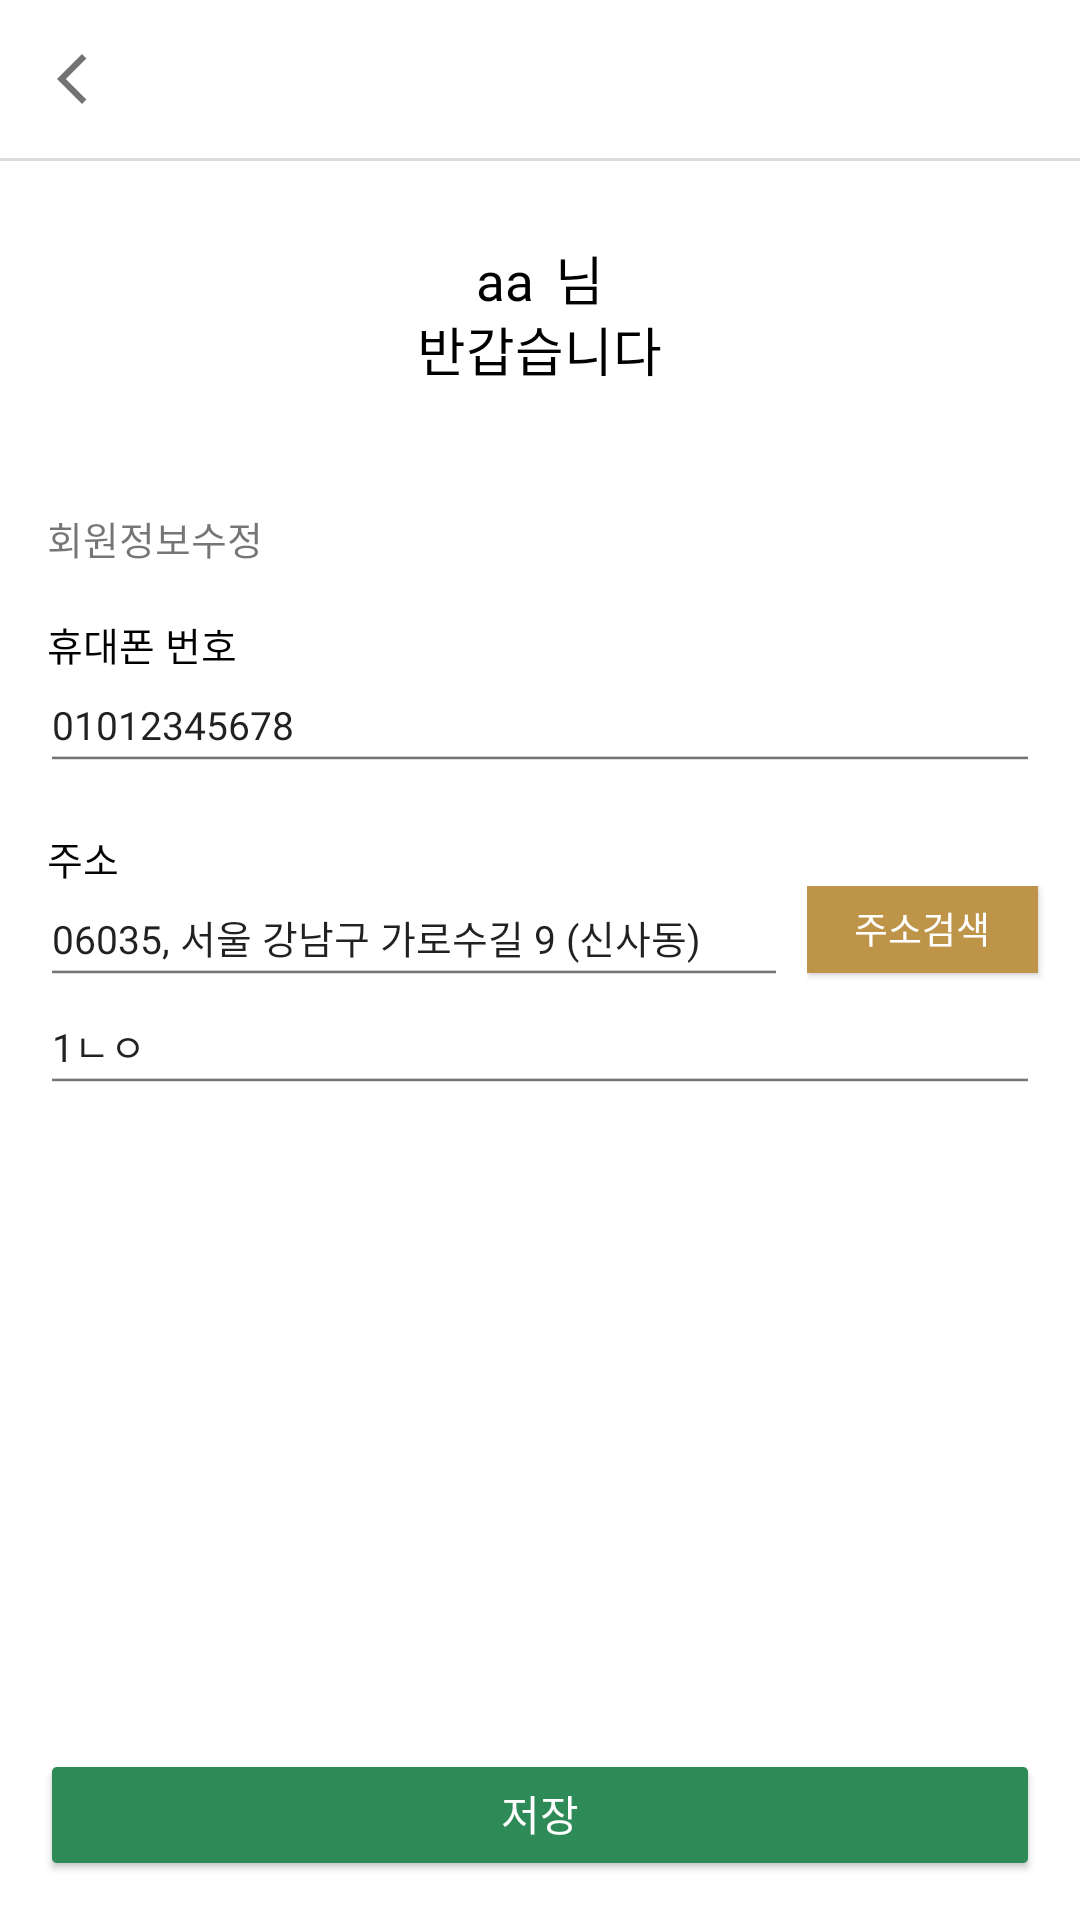 aa 님
반갑습니다
회원정보수정
휴대폰 번호
01012345678
주소
06035, 서울 강남구 가로수길 9 (신사동)
주소검색
1ㄴㅇ
저장